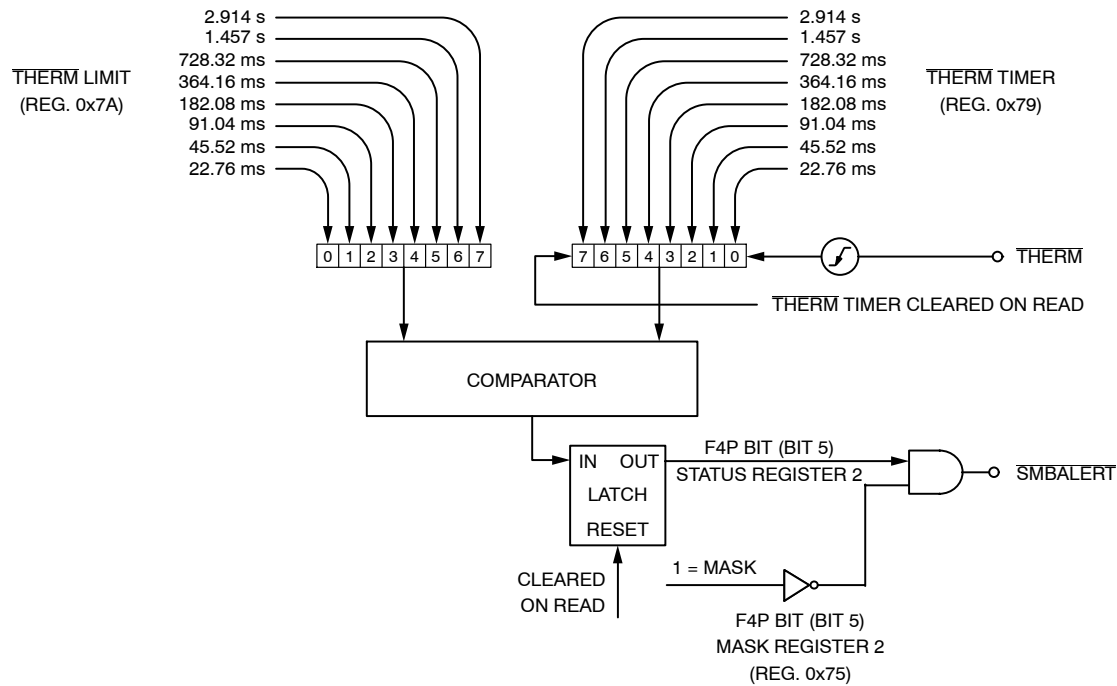 2.914 s
1.457 s
728.32 ms
364.16 ms
182.08 ms
91.04 ms
45.52 ms
22.76 ms
THERM LIMIT
(REG. 0x7A)
2.914 s
1.457 s
728.32 ms
364.16 ms
182.08 ms
91.04 ms
45.52 ms
22.76 ms
THERM TIMER
(REG. 0x79)
0 1 2 3 4 5 6 7
7 6 5 4 3 2 1 0
THERM
THERM TIMER CLEARED ON READ
COMPARATOR
IN OUT
LATCH
RESET
F4P BIT (BIT 5)
STATUS REGISTER 2
SMBALERT
CLEARED
ON READ
1 = MASK
F4P BIT (BIT 5)
MASK REGISTER 2
(REG. 0x75)